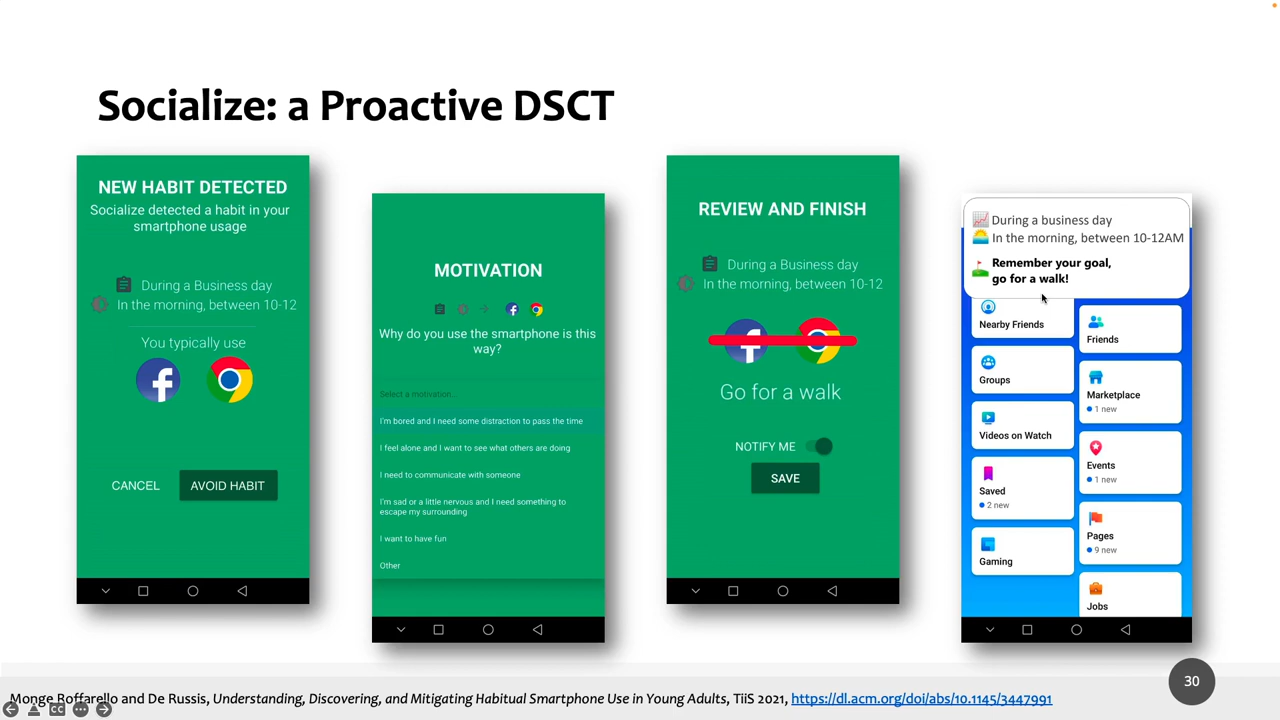 Socialize: a Proactive DSCT
NEW HABIT DETECTED
Socialize detected a habit in your
smartphone usage
During a Business day
In the morning, between 10-12
You typically use
CANCEL
AVOID HABIT
MOTIVATION
Why do you use the smartphone is this
way?
Select a motivation...
I'm bored and I need some distraction to pass the time
I feel alone and I want to see what others are doing
I need to communicate with someone
I'm sad or a little nervous and I need something to
escape my surrounding
I want to have fun
Other
REVIEW AND FINISH
During a Business day
In the morning, between 10-12
Go for a walk
NOTIFY ME
SAVE
During a business day
In the morning, between 10-12AM
Remember your goal,
go for a walk!
Nearby Friends
Groups
Videos on Watch
Saved
2 new
Gaming
Friends
Marketplace
1 new
Events
1 new
Pages
9 new
Jobs
30
Monge Roffarello and De Russis, Understanding, Discovering, and Mitigating Habitual Smartphone Use in Young Adults, TiiS 2021, https://dl.acm.org/doi/abs/10.1145/3447991
CC